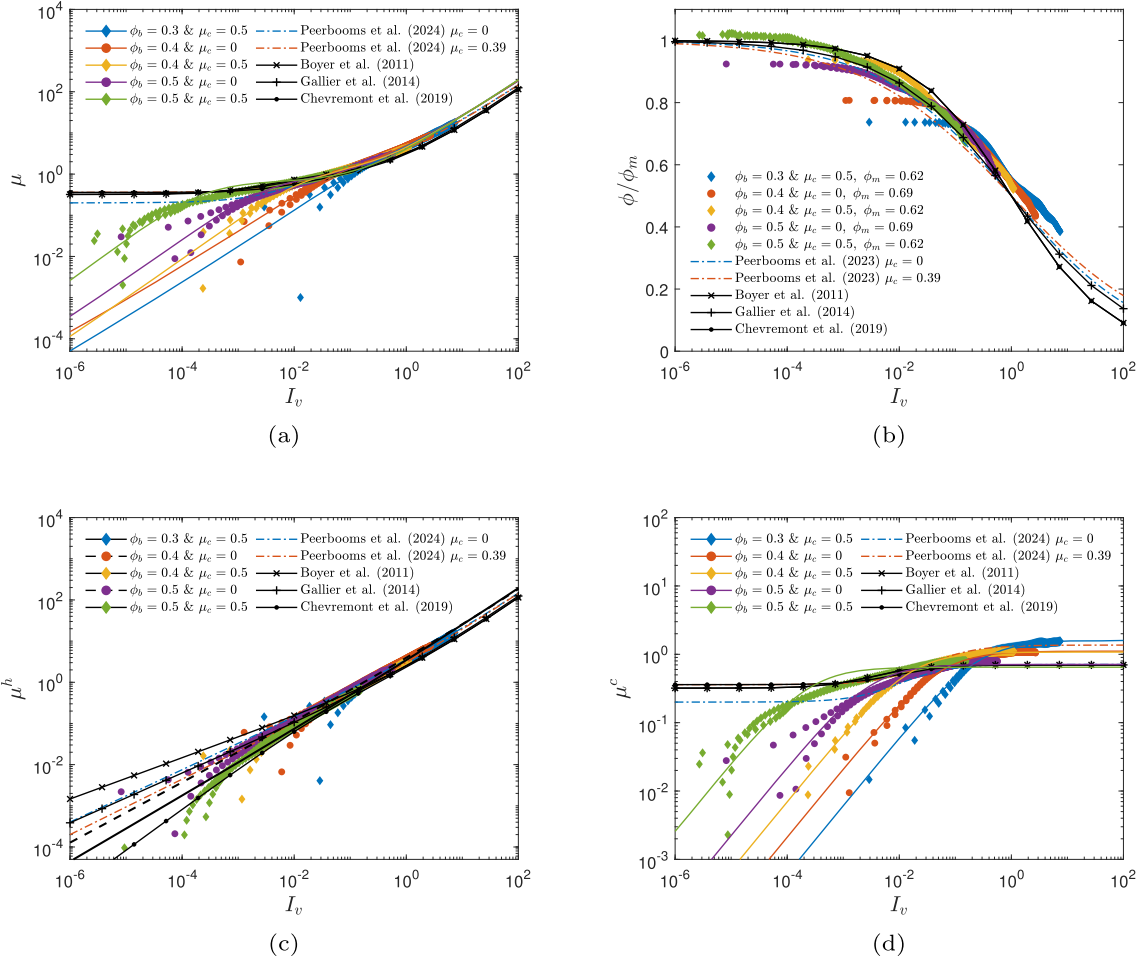 μ
10^4
10^2
10^0
10^-2
10^-4
ϕ_b = 0.3 & μ_c = 0.5
ϕ_b = 0.4 & μ_c = 0
ϕ_b = 0.4 & μ_c = 0.5
ϕ_b = 0.5 & μ_c = 0
ϕ_b = 0.5 & μ_c = 0.5
Peerbooms et al. (2024) μ_c = 0
Peerbooms et al. (2024) μ_c = 0.39
Boyer et al. (2011)
Gallier et al. (2014)
Chevremont et al. (2019)
10^-6 10^-4 10^-2 10^0 10^2
I_v
(a)
ϕ/ϕ_m
1
0.8
0.6
0.4
0.2
0
ϕ_b = 0.3 & μ_c = 0.5, ϕ_m = 0.62
ϕ_b = 0.4 & μ_c = 0, ϕ_m = 0.69
ϕ_b = 0.4 & μ_c = 0.5, ϕ_m = 0.62
ϕ_b = 0.5 & μ_c = 0, ϕ_m = 0.69
ϕ_b = 0.5 & μ_c = 0.5, ϕ_m = 0.62
Peerbooms et al. (2023) μ_c = 0
Peerbooms et al. (2023) μ_c = 0.39
Boyer et al. (2011)
Gallier et al. (2014)
Chevremont et al. (2019)
10^-6 10^-4 10^-2 10^0 10^2
I_v
(b)
μ^h
10^4
10^2
10^0
10^-2
10^-4
ϕ_b = 0.3 & μ_c = 0.5
ϕ_b = 0.4 & μ_c = 0
ϕ_b = 0.4 & μ_c = 0.5
ϕ_b = 0.5 & μ_c = 0
ϕ_b = 0.5 & μ_c = 0.5
Peerbooms et al. (2024) μ_c = 0
Peerbooms et al. (2024) μ_c = 0.39
Boyer et al. (2011)
Gallier et al. (2014)
Chevremont et al. (2019)
10^-6 10^-4 10^-2 10^0 10^2
I_v
(c)
μ^c
10^2
10^1
10^0
10^-1
10^-2
10^-3
ϕ_b = 0.3 & μ_c = 0.5
ϕ_b = 0.4 & μ_c = 0
ϕ_b = 0.4 & μ_c = 0.5
ϕ_b = 0.5 & μ_c = 0
ϕ_b = 0.5 & μ_c = 0.5
Peerbooms et al. (2024) μ_c = 0
Peerbooms et al. (2024) μ_c = 0.39
Boyer et al. (2011)
Gallier et al. (2014)
Chevremont et al. (2019)
10^-6 10^-4 10^-2 10^0 10^2
I_v
(d)